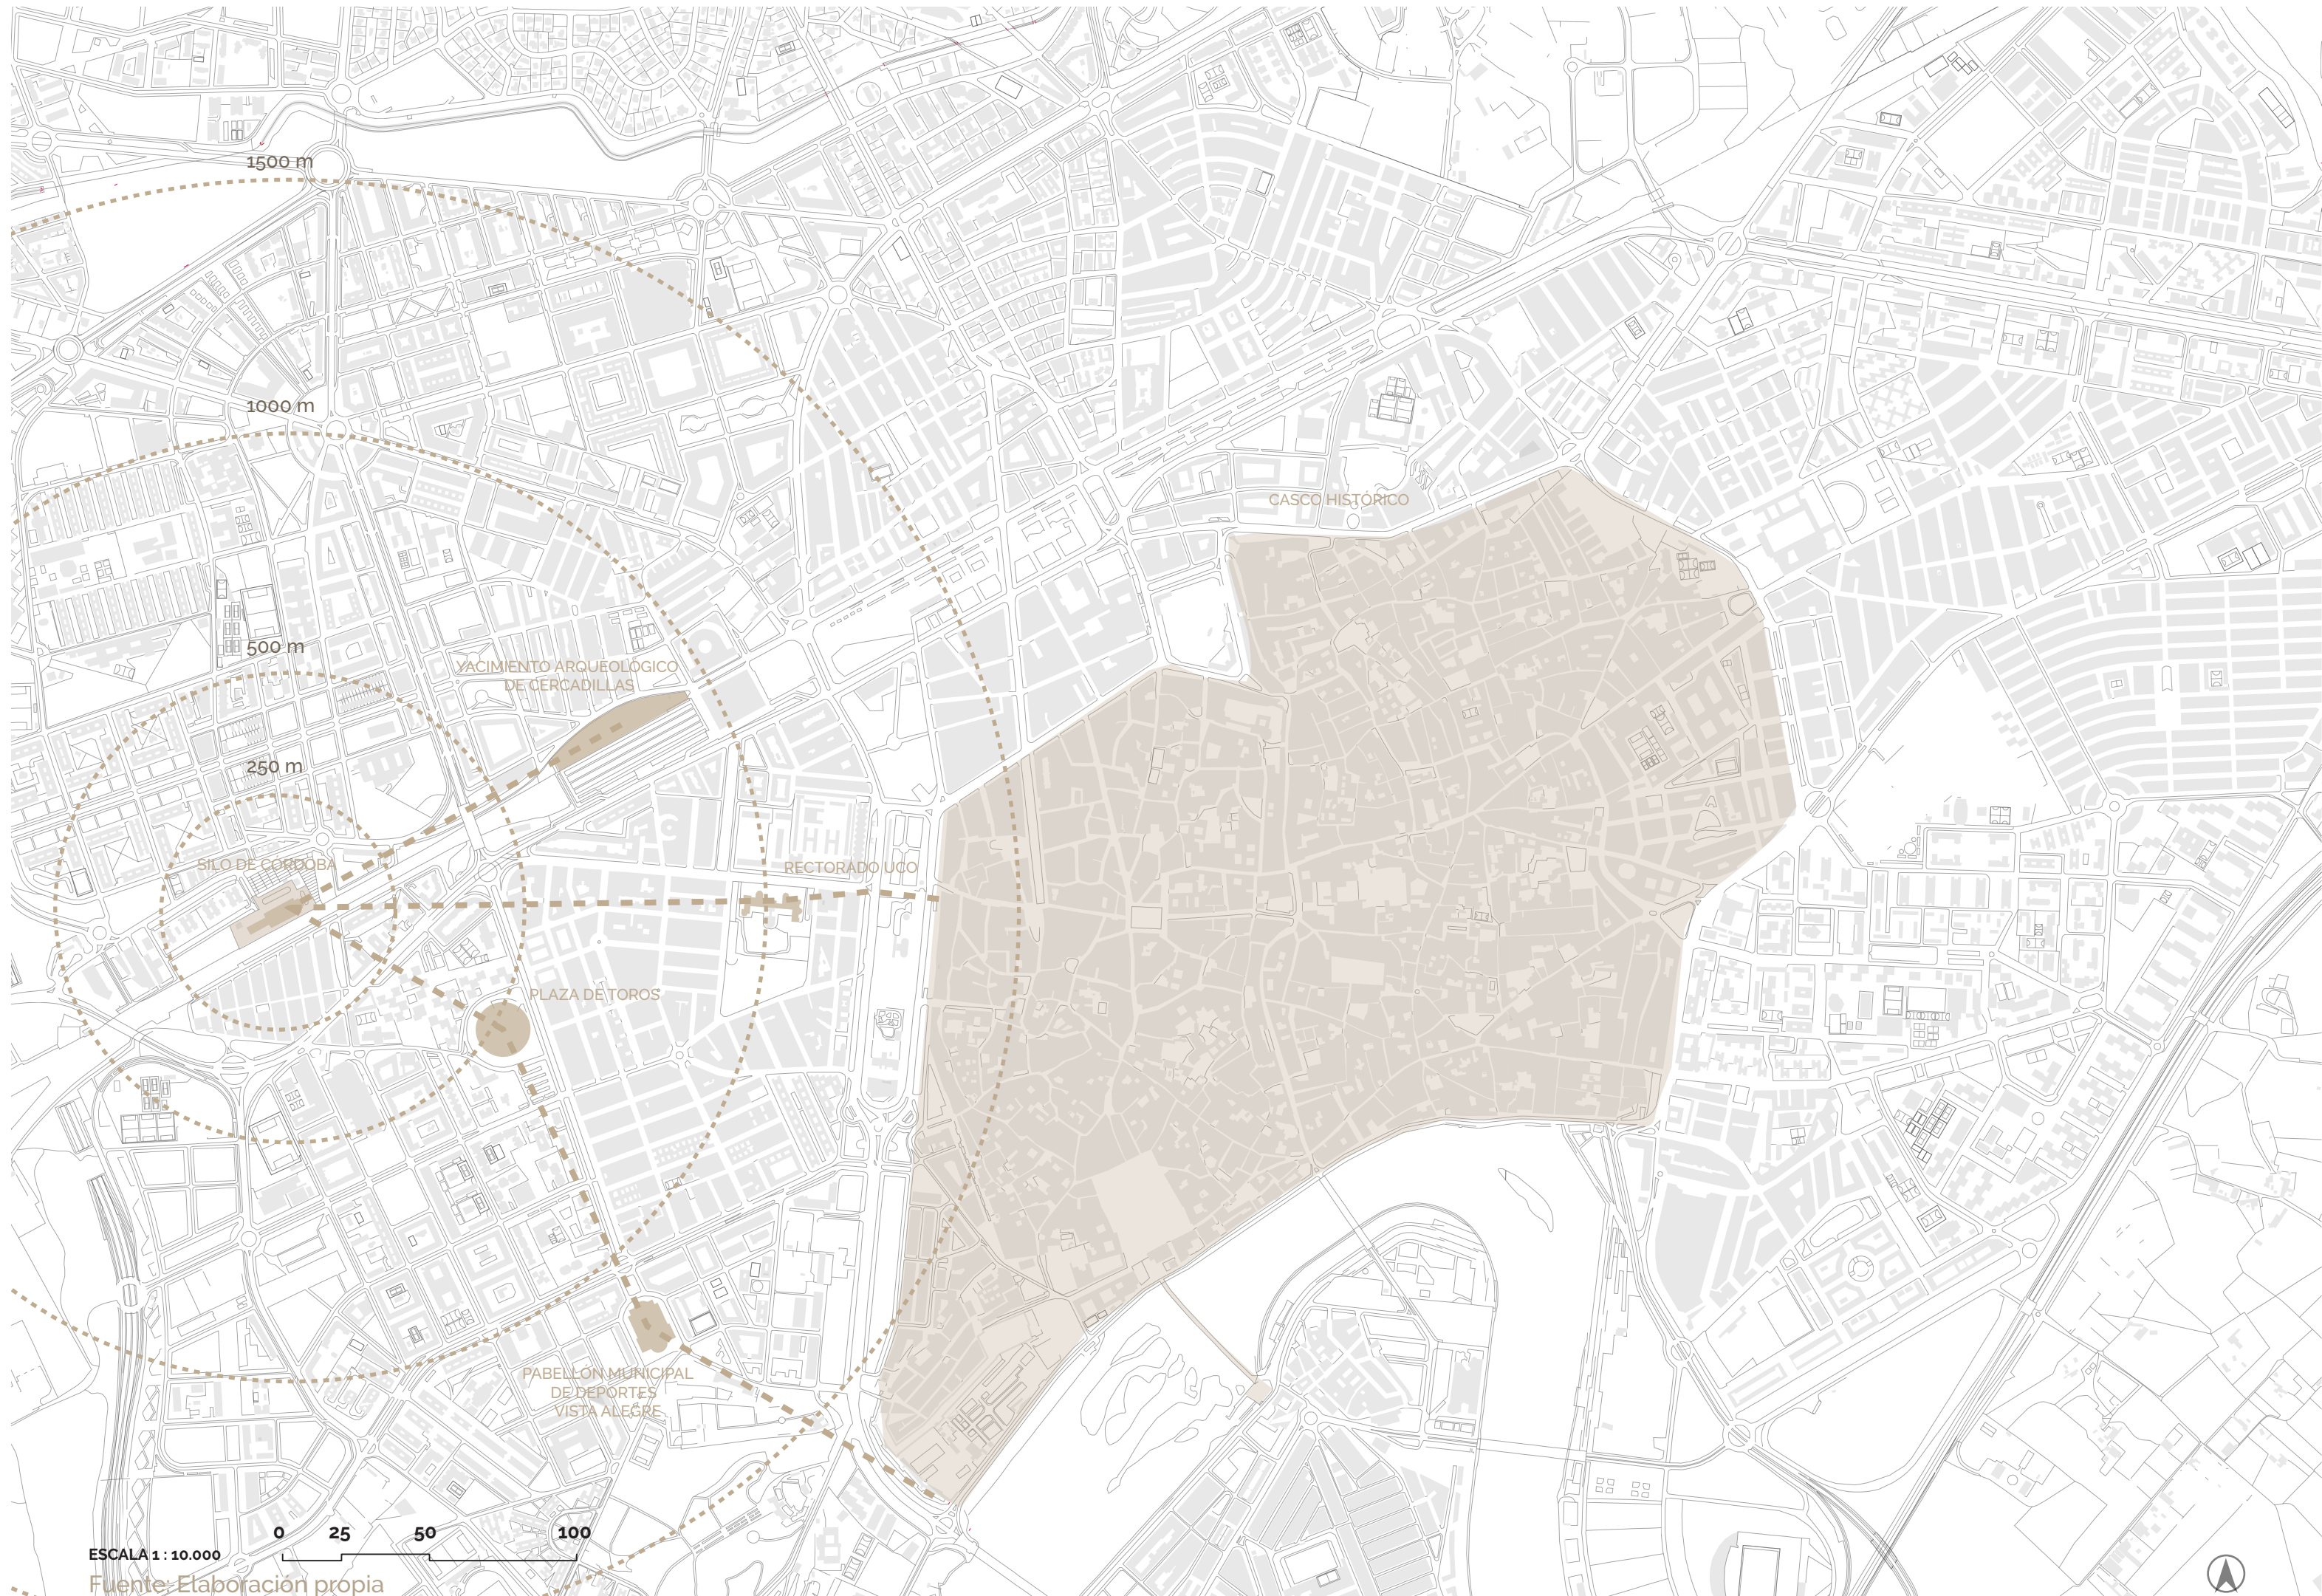 1500 m
1000 m
CASCO HISTÓRICO
500 m
YACIMIENTO ARQUEOLÓGICO
DE CERCADILLAS
250 m
SILO DE CORDOBA
RECTORADO UCO
PLAZA DE TOROS
PABELLÓN MUNICIPAL
DE DEPORTES
VISTA ALEGRE
0 25 50 100
ESCALA 1 : 10.000
Fuente: Elaboración propia